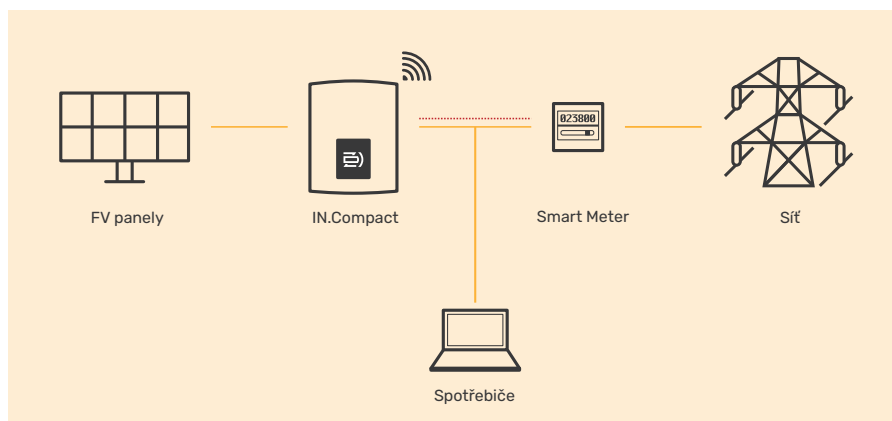 023800
FV panely
IN.Compact
Smart Meter
Síť
Spotřebiče